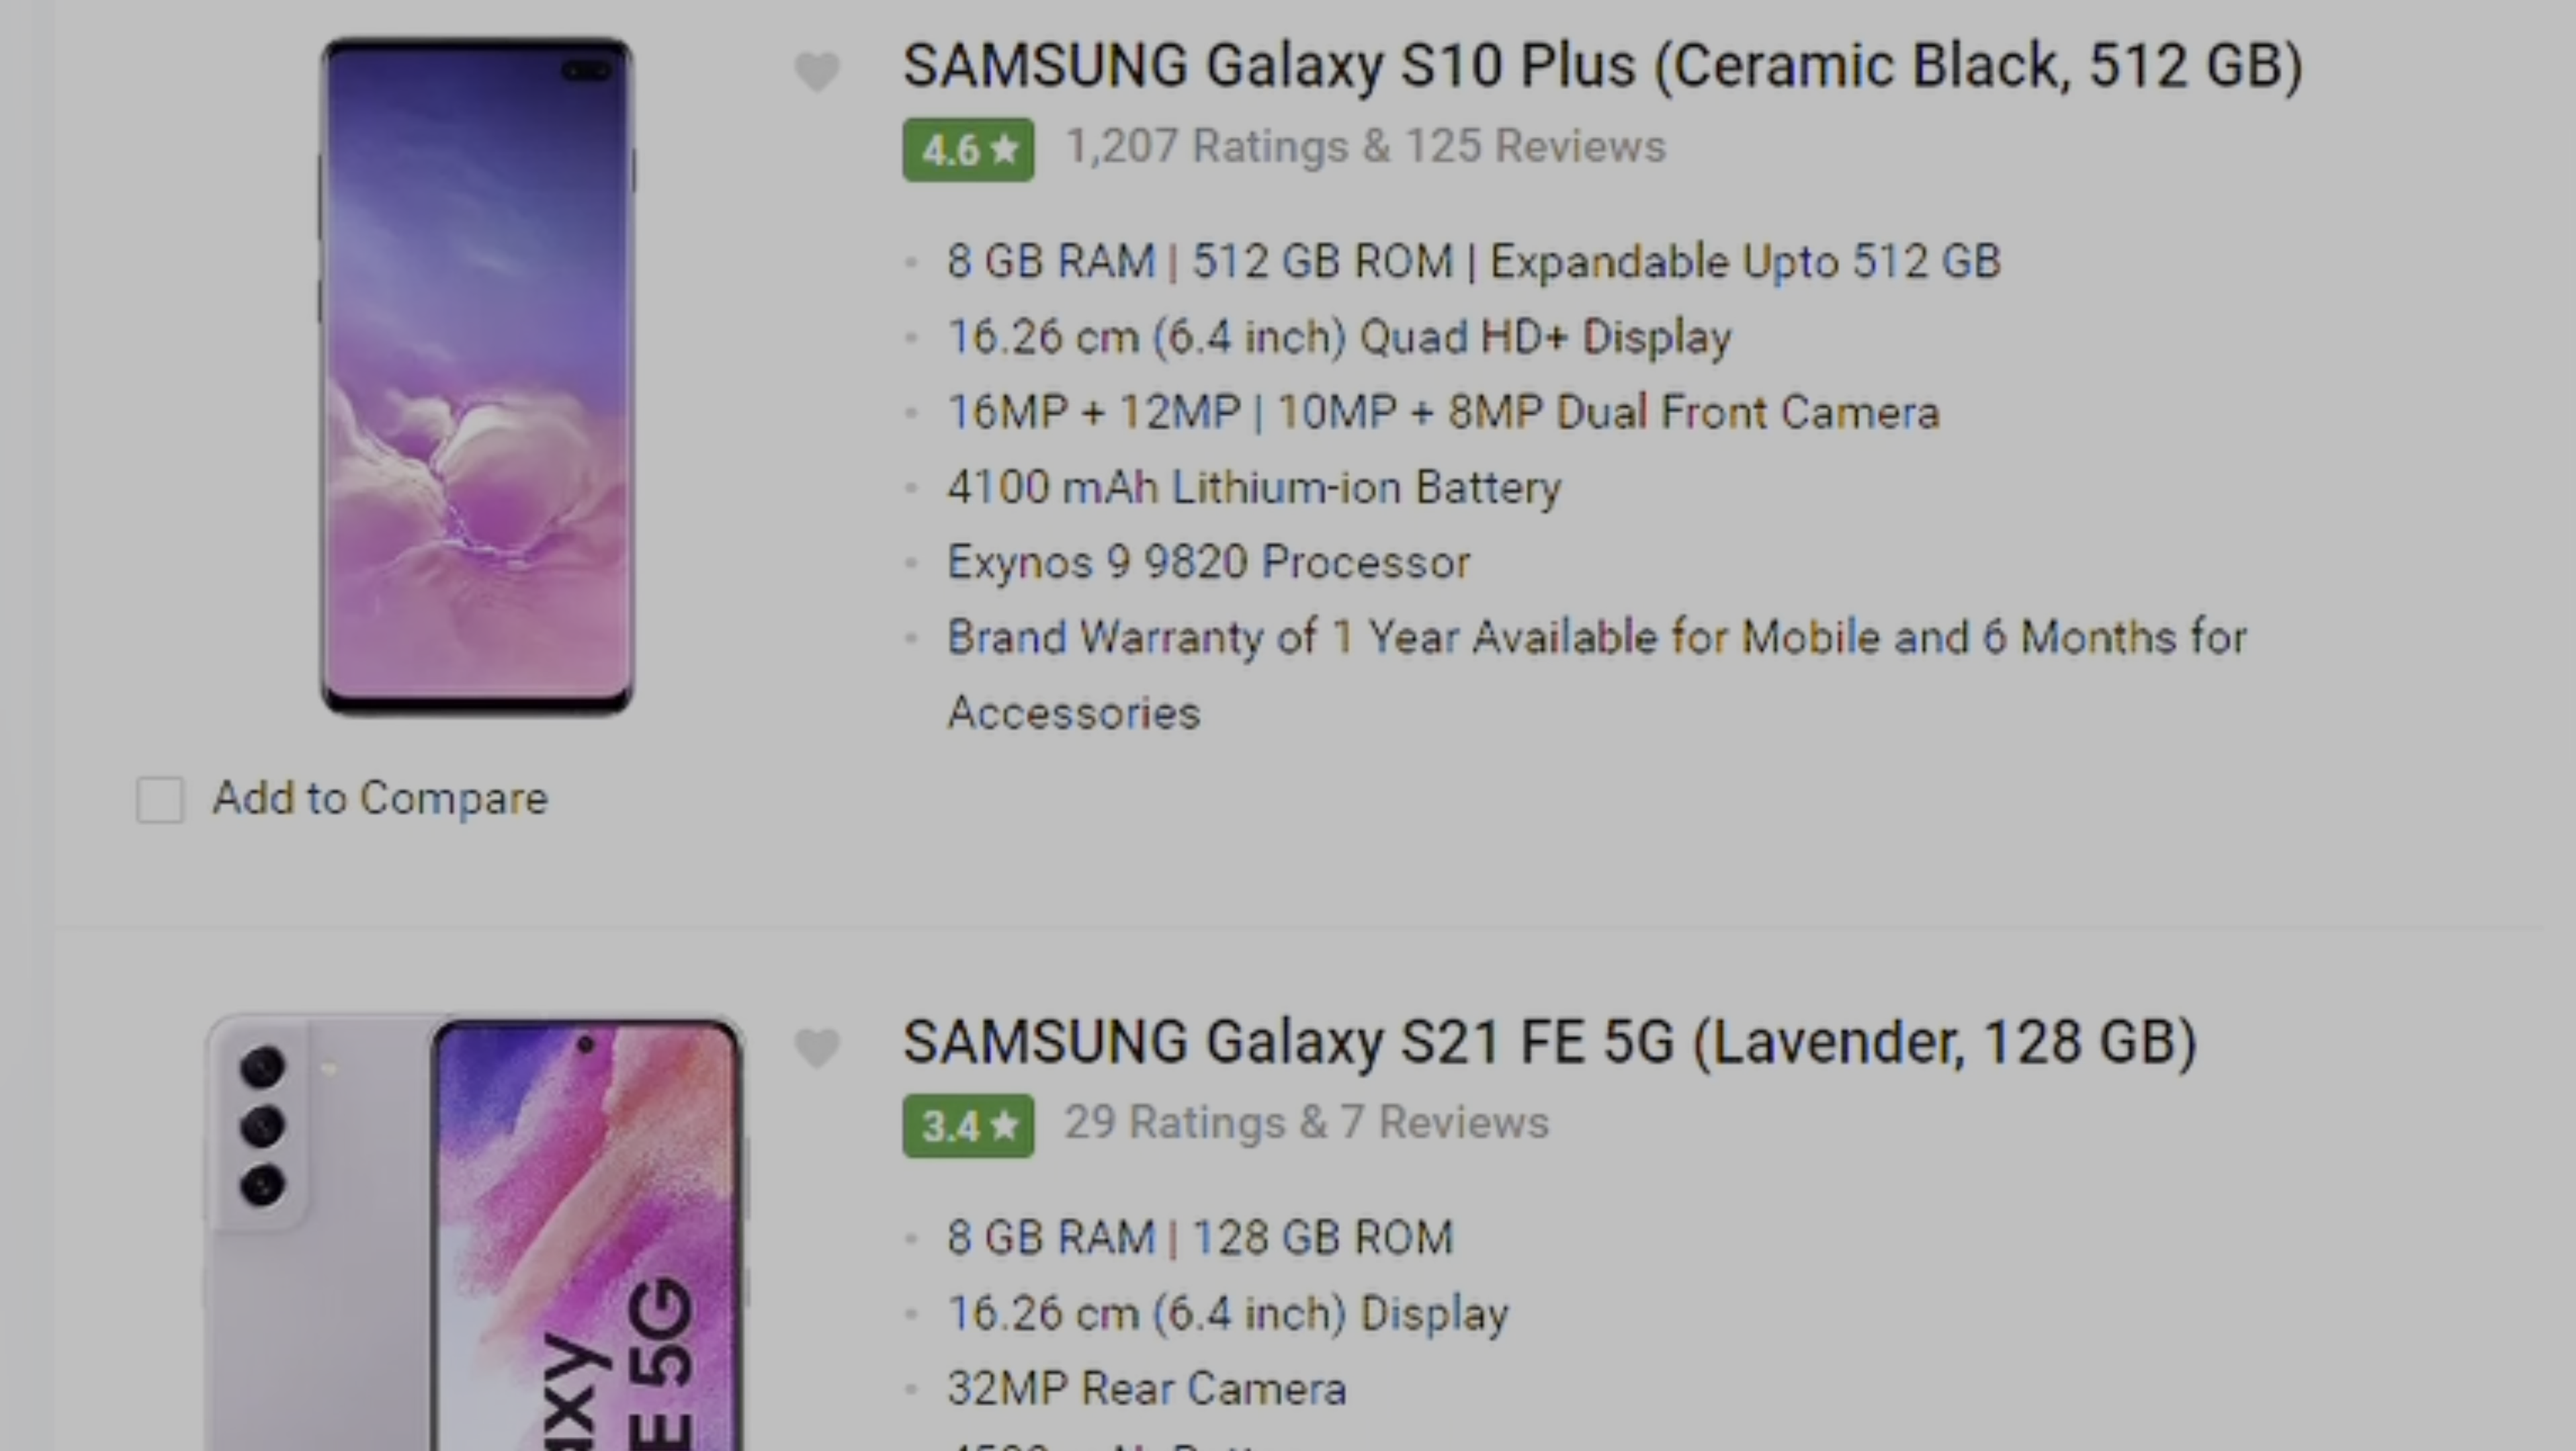 SAMSUNG Galaxy S10 Plus (Ceramic Black, 512 GB)
4.6★ 1,207 Ratings & 125 Reviews
8 GB RAM | 512 GB ROM | Expandable Upto 512 GB
16.26 cm (6.4 inch) Quad HD+ Display
16MP + 12MP | 10MP + 8MP Dual Front Camera
4100 mAh Lithium-ion Battery
Exynos 9 9820 Processor
Brand Warranty of 1 Year Available for Mobile and 6 Months for
Accessories
Add to Compare
SAMSUNG Galaxy S21 FE 5G (Lavender, 128 GB)
3.4★ 29 Ratings & 7 Reviews
8 GB RAM | 128 GB ROM
16.26 cm (6.4 inch) Display
32MP Rear Camera
axy
E 5G